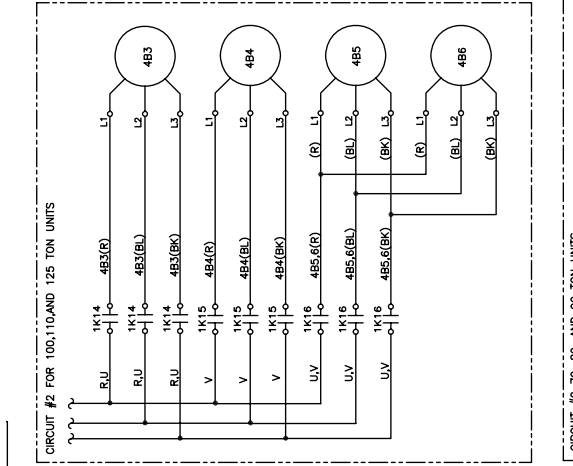 CIRCUIT #2 FOR 100,110,AND 125 TON UNITS
4B3
4B4
4B5
4B6
L1
L2
L3
L1
L2
L3
L1
L2
L3
L1
L2
L3
(R)
(BL)
(BK)
(R)
(BL)
(BK)
4B3(R)
4B3(BL)
4B3(BK)
4B4(R)
4B4(BL)
4B4(BK)
4B5,6(R)
4B5,6(BL)
4B5,6(BK)
1K14
1K14
1K14
1K15
1K15
1K15
1K16
1K16
1K16
R,U
R,U
R,U
V
V
V
U,V
U,V
U,V
TON UNITS